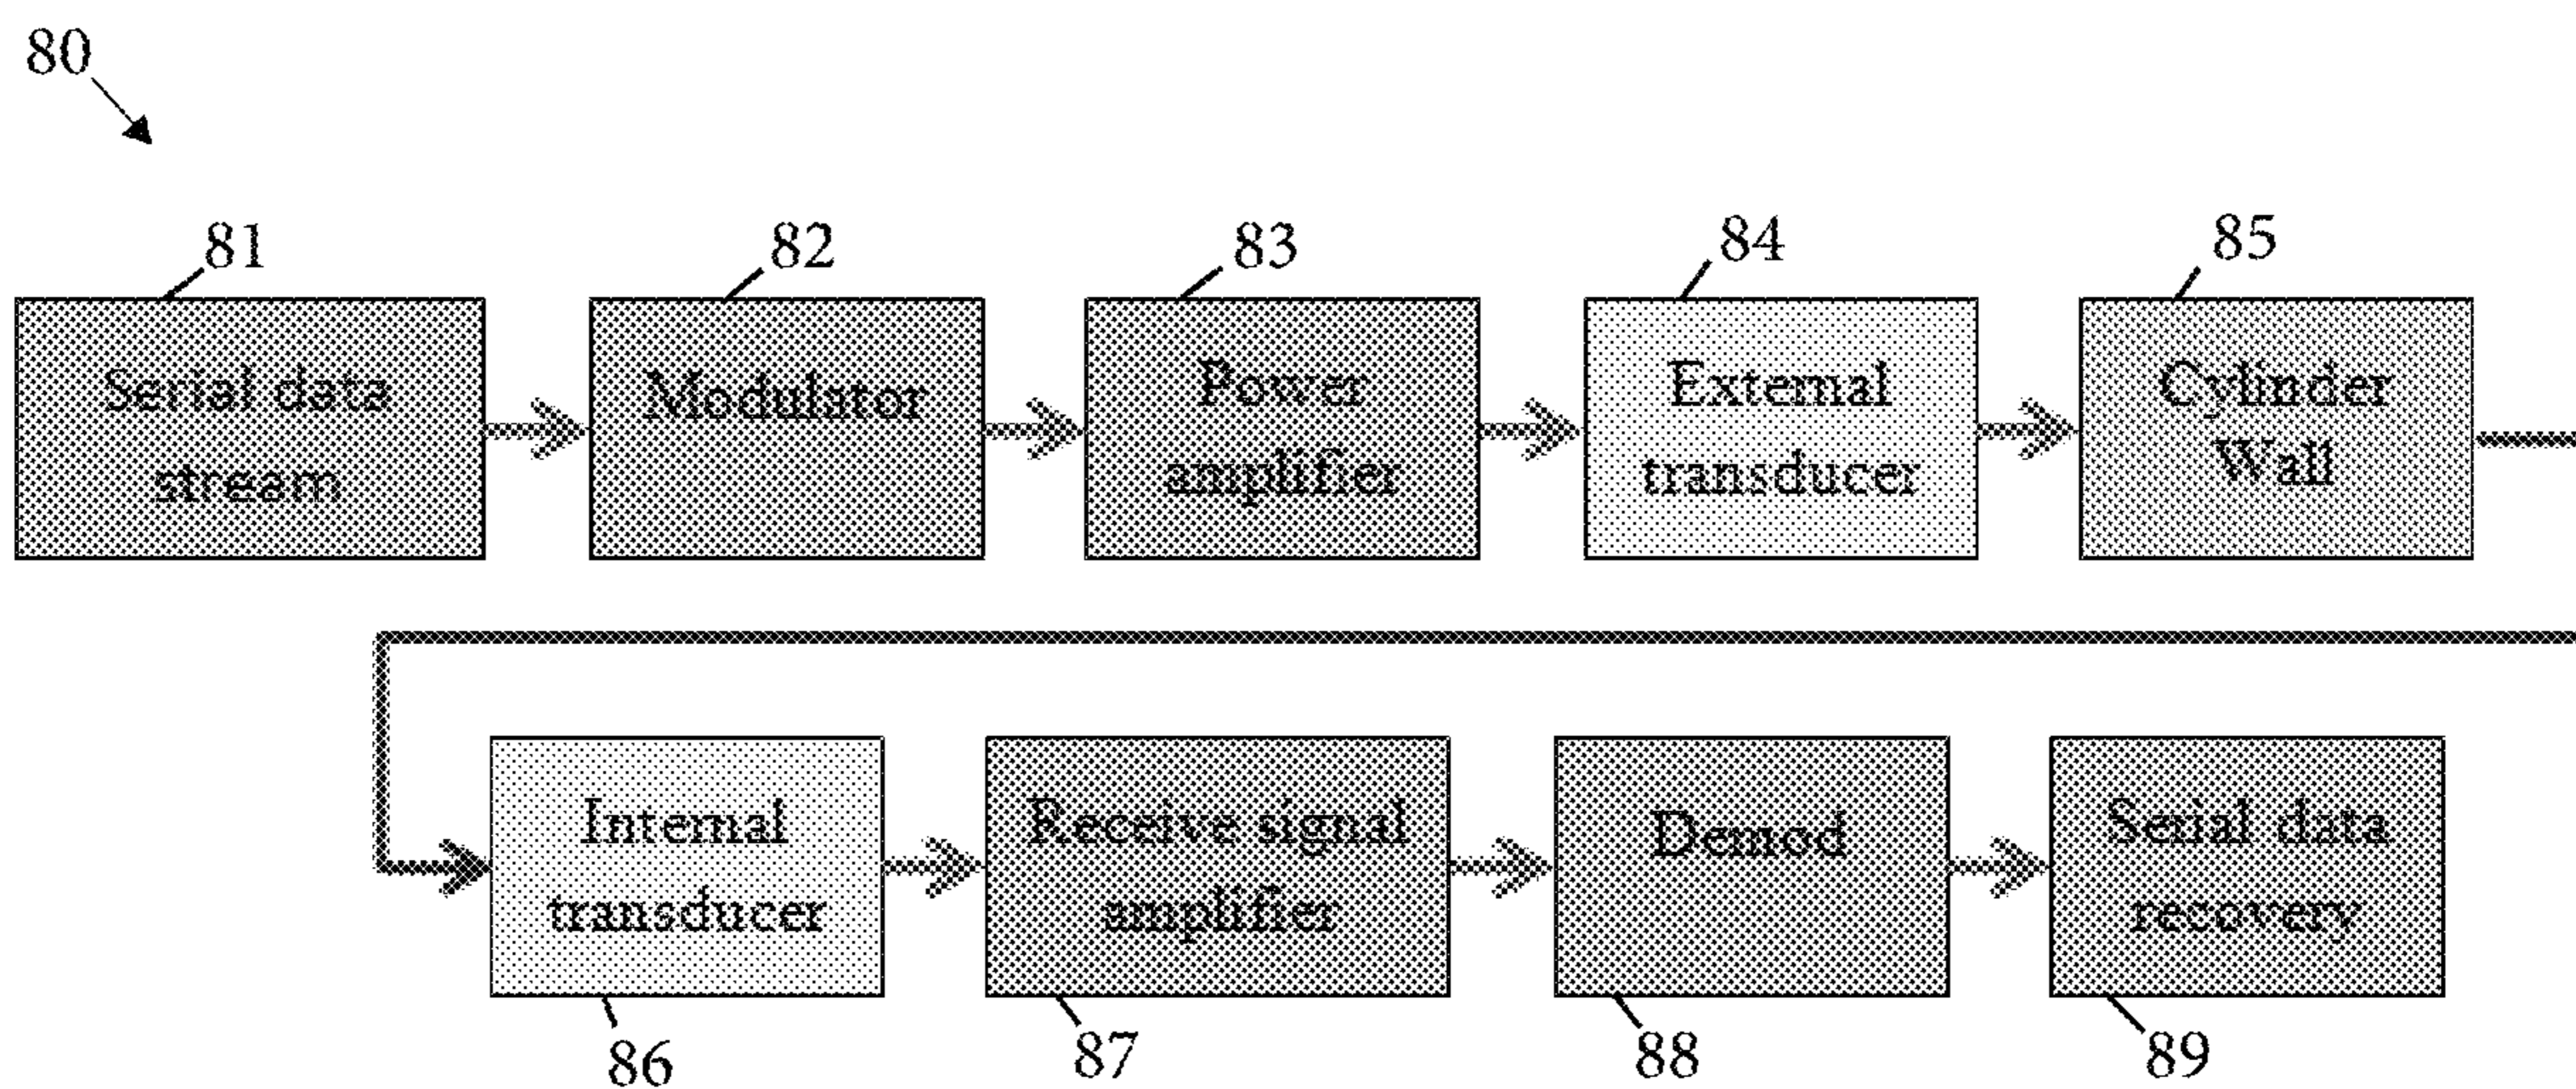 80
81
82
83
84
85
Serial data
stream
Modulator
Power
amplifier
External
transducer
Cylinder
Wall
Internal
transducer
Receive signal
amplifier
Demod
Serial data
recovery
86
87
88
89